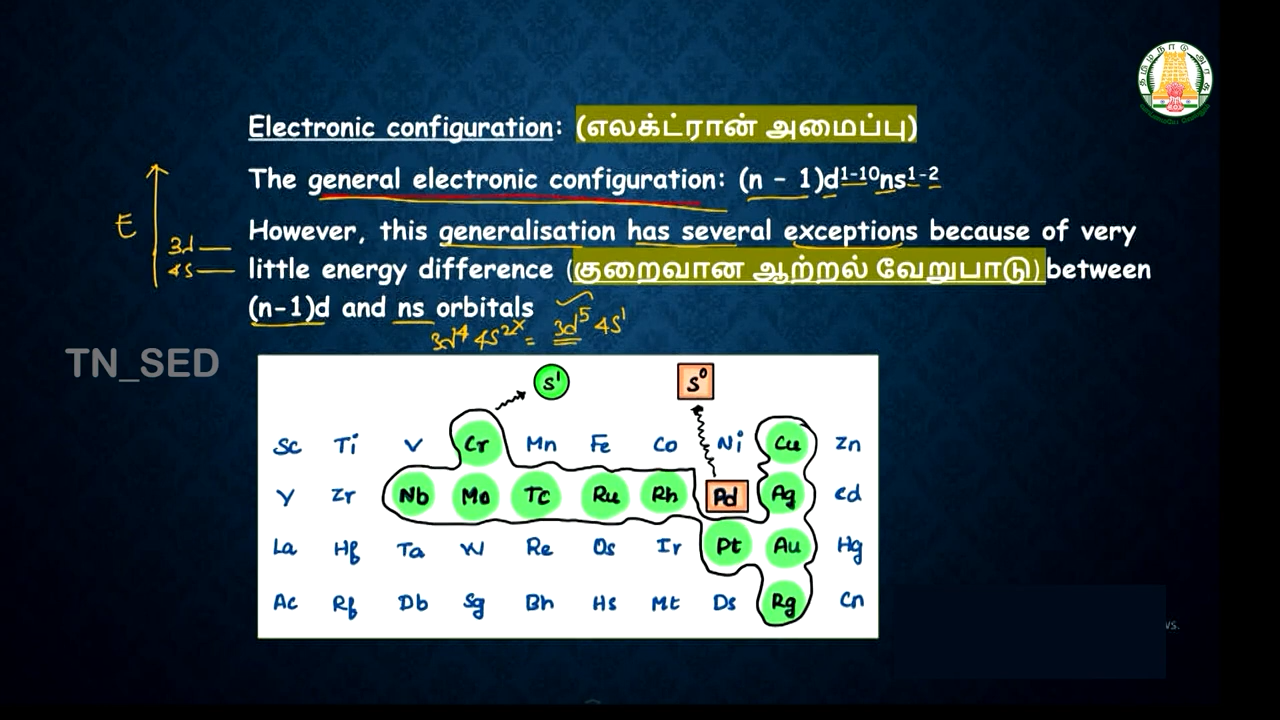 Electronic configuration: (எலக்ட்ரான் அமைப்பு)
The general electronic configuration: (n - 1)d¹⁻¹⁰ns¹⁻²
E
3d
4s
However, this generalisation has several exceptions because of very
little energy difference (குறைவான ஆற்றல் வேறுபாடு) between
(n-1)d and ns orbitals
3d⁴ 4s² x = 3d⁵ 4s¹
TN_SED
s¹ s⁰
Sc Ti V Cr Mn Fe Co Ni Cu Zn
Y Zr Nb Mo Tc Ru Rh Pd Ag Cd
La Hf Ta W Re Os Ir Pt Au Hg
Ac Rf Db Sg Bh Hs Mt Ds Rg Cn